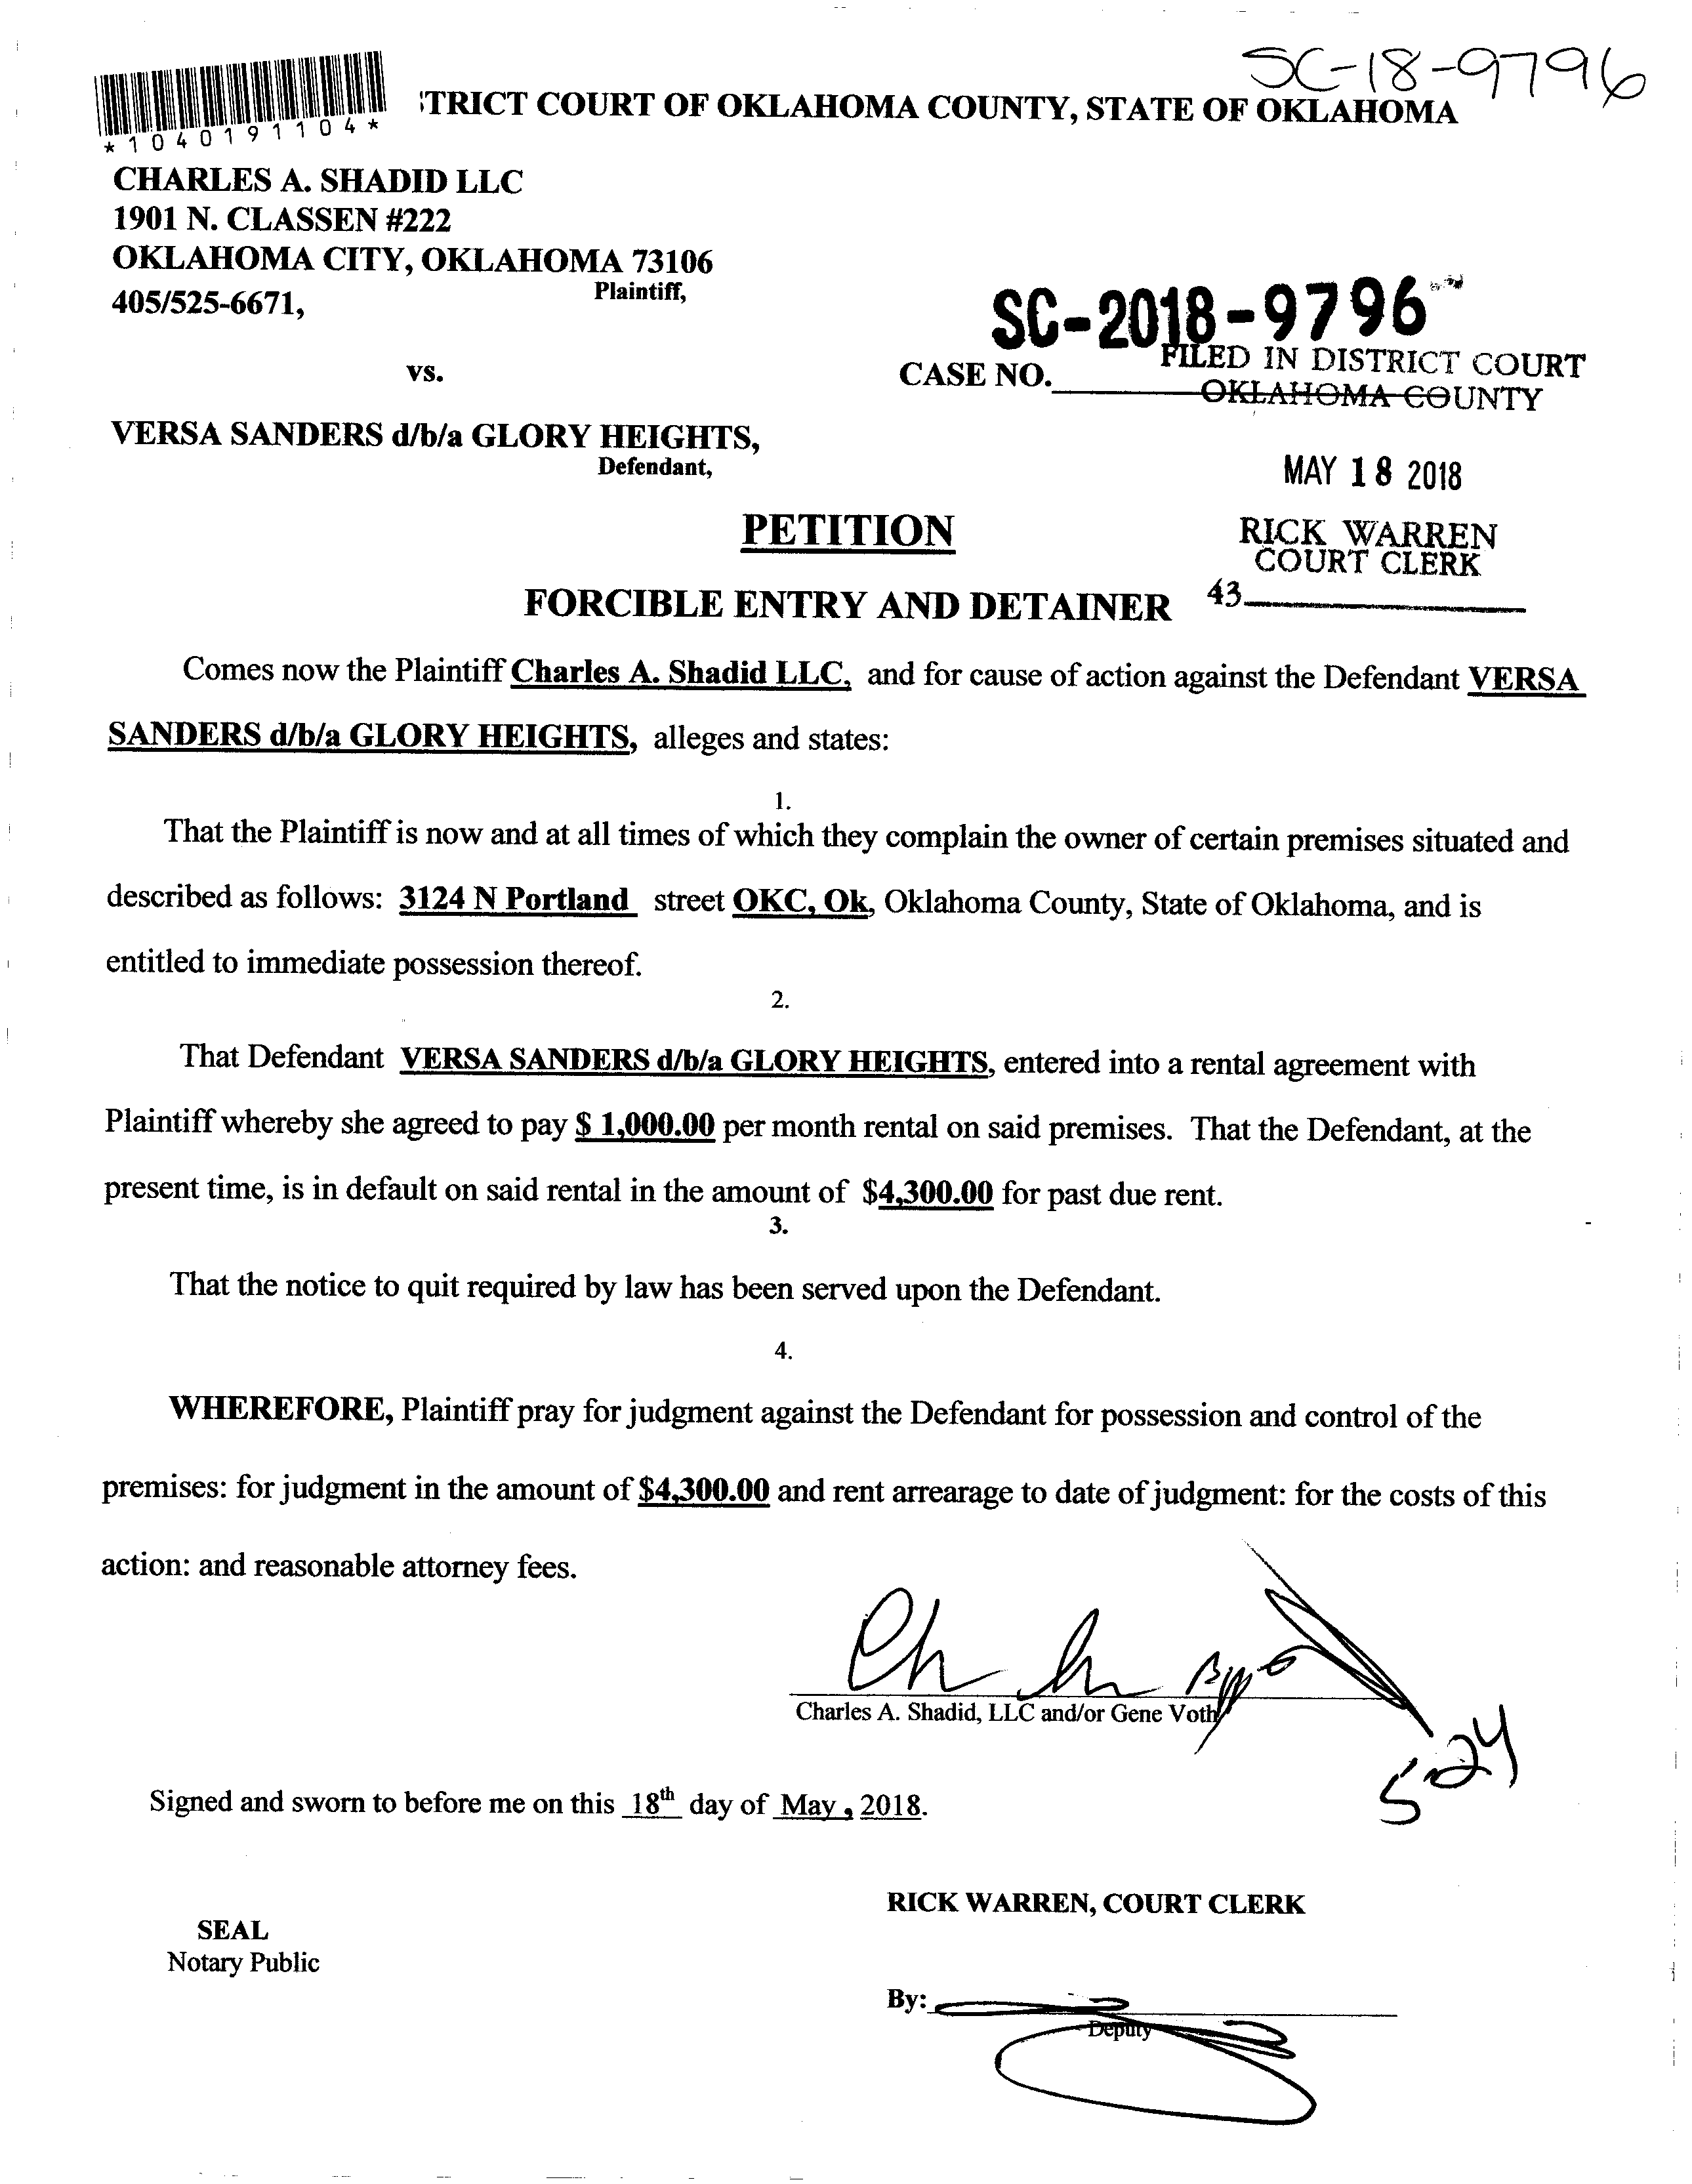 SC-18-9796
TRICT COURT OF OKLAHOMA COUNTY, STATE OF OKLAHOMA
*1040191104*
CHARLES A. SHADID LLC
1901 N. CLASSEN #222
OKLAHOMA CITY, OKLAHOMA 73106
405/525-6671,
Plaintiff,
SC-2018-9796
vs.
CASE NO.
FILED IN DISTRICT COURT
OKLAHOMA COUNTY
VERSA SANDERS d/b/a GLORY HEIGHTS,
Defendant,
MAY 18 2018
PETITION
RICK WARREN
COURT CLERK
FORCIBLE ENTRY AND DETAINER
43
Comes now the Plaintiff Charles A. Shadid LLC, and for cause of action against the Defendant VERSA
SANDERS d/b/a GLORY HEIGHTS, alleges and states:
1.
That the Plaintiff is now and at all times of which they complain the owner of certain premises situated and
described as follows: 3124 N Portland street OKC, Ok, Oklahoma County, State of Oklahoma, and is
entitled to immediate possession thereof.
2.
That Defendant VERSA SANDERS d/b/a GLORY HEIGHTS, entered into a rental agreement with
Plaintiff whereby she agreed to pay $ 1,000.00 per month rental on said premises. That the Defendant, at the
present time, is in default on said rental in the amount of $4,300.00 for past due rent.
3.
That the notice to quit required by law has been served upon the Defendant.
4.
WHEREFORE, Plaintiff pray for judgment against the Defendant for possession and control of the
premises: for judgment in the amount of $4,300.00 and rent arrearage to date of judgment: for the costs of this
action: and reasonable attorney fees.
Charles A. Shadid, LLC and/or Gene Voth
5-24
Signed and sworn to before me on this 18th day of May , 2018.
RICK WARREN, COURT CLERK
SEAL
Notary Public
By:
Deputy